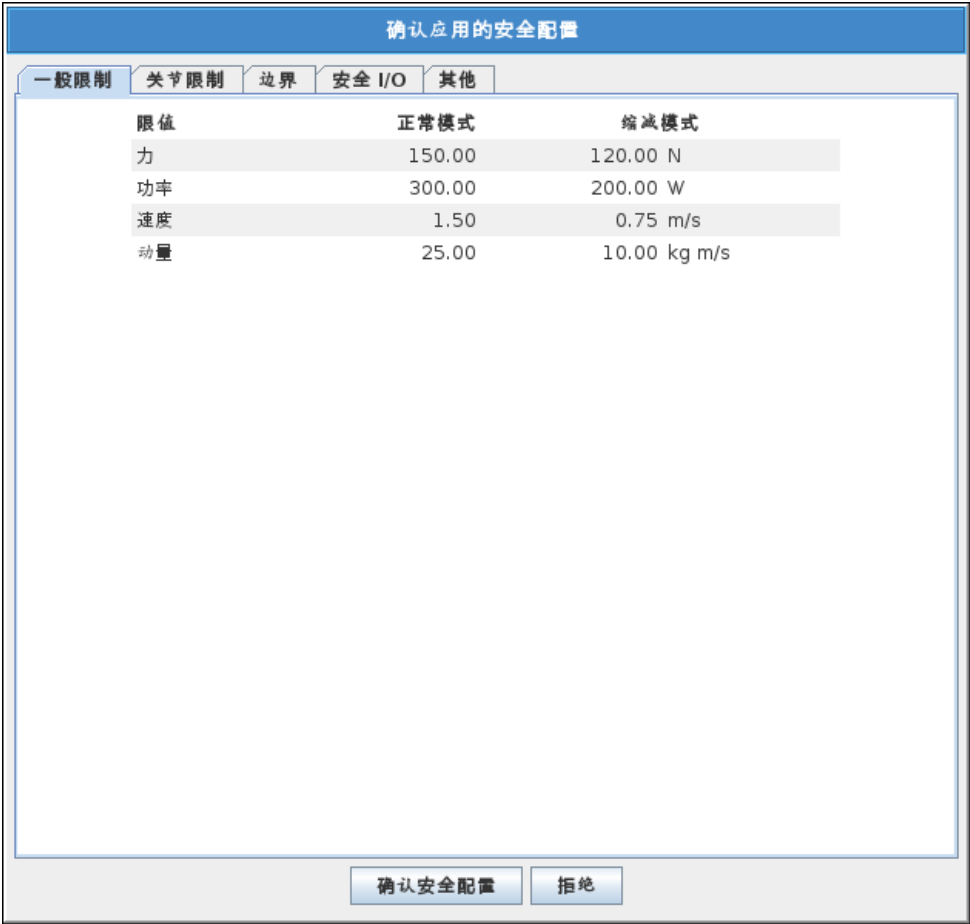 确认应用的安全配置
一般限制 关节限制 边界 安全 I/O 其他
限值 正常模式 缩减模式
力 150.00 120.00 N
功率 300.00 200.00 W
速度 1.50 0.75 m/s
动量 25.00 10.00 kg m/s
确认安全配置 拒绝